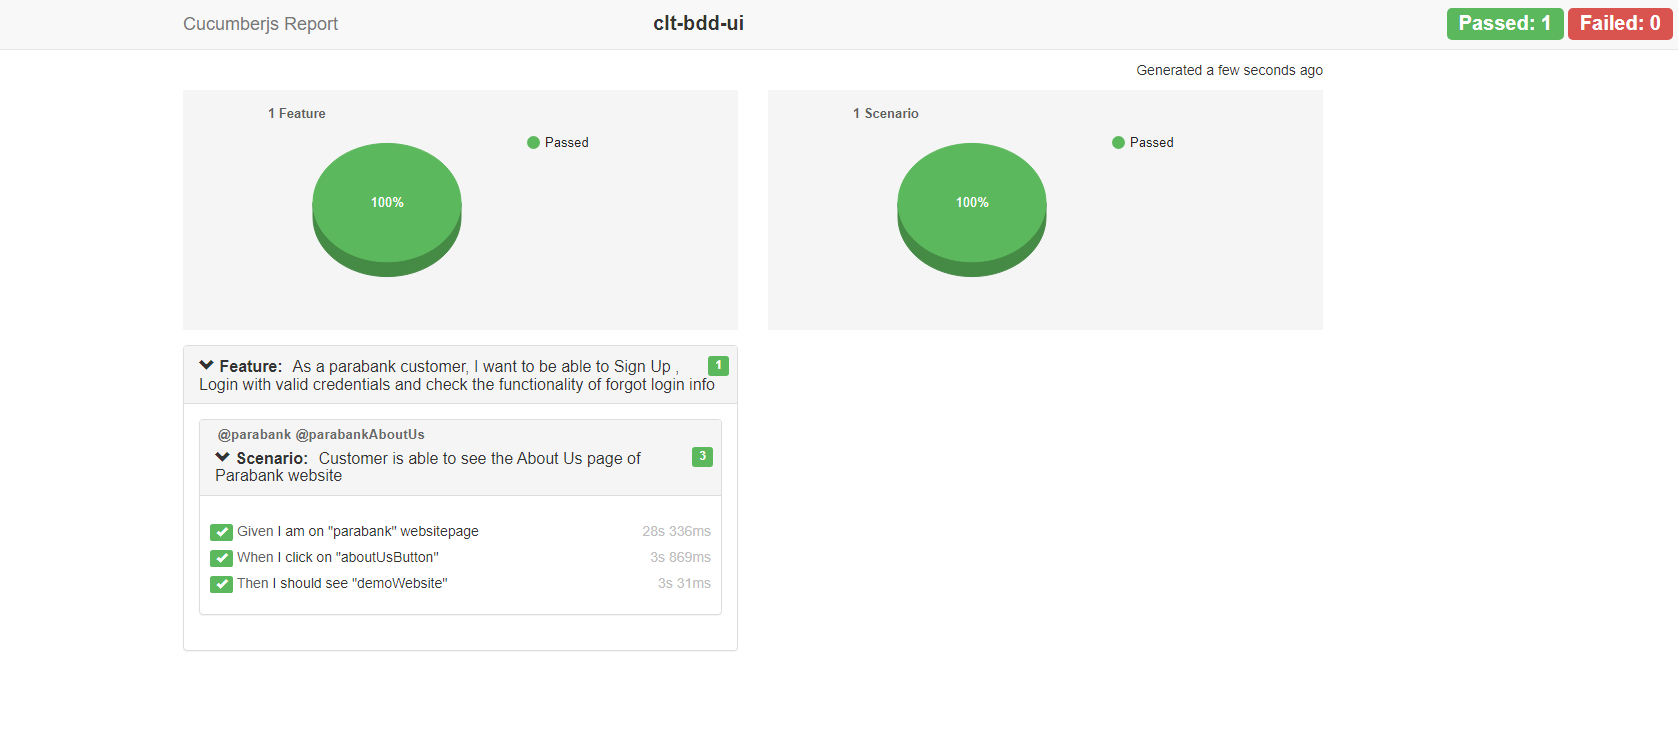 Cucumberjs Report
clt-bdd-ui
Passed: 1 Failed: 0
Generated a few seconds ago
1 Feature
Passed
100%
1 Scenario
Passed
100%
Feature: As a parabank customer, I want to be able to Sign Up , 1
Login with valid credentials and check the functionality of forgot login info
@parabank @parabankAboutUs
Scenario: Customer is able to see the About Us page of 3
Parabank website
Given I am on "parabank" websitepage 28s 336ms
When I click on "aboutUsButton" 3s 869ms
Then I should see "demoWebsite" 3s 31ms